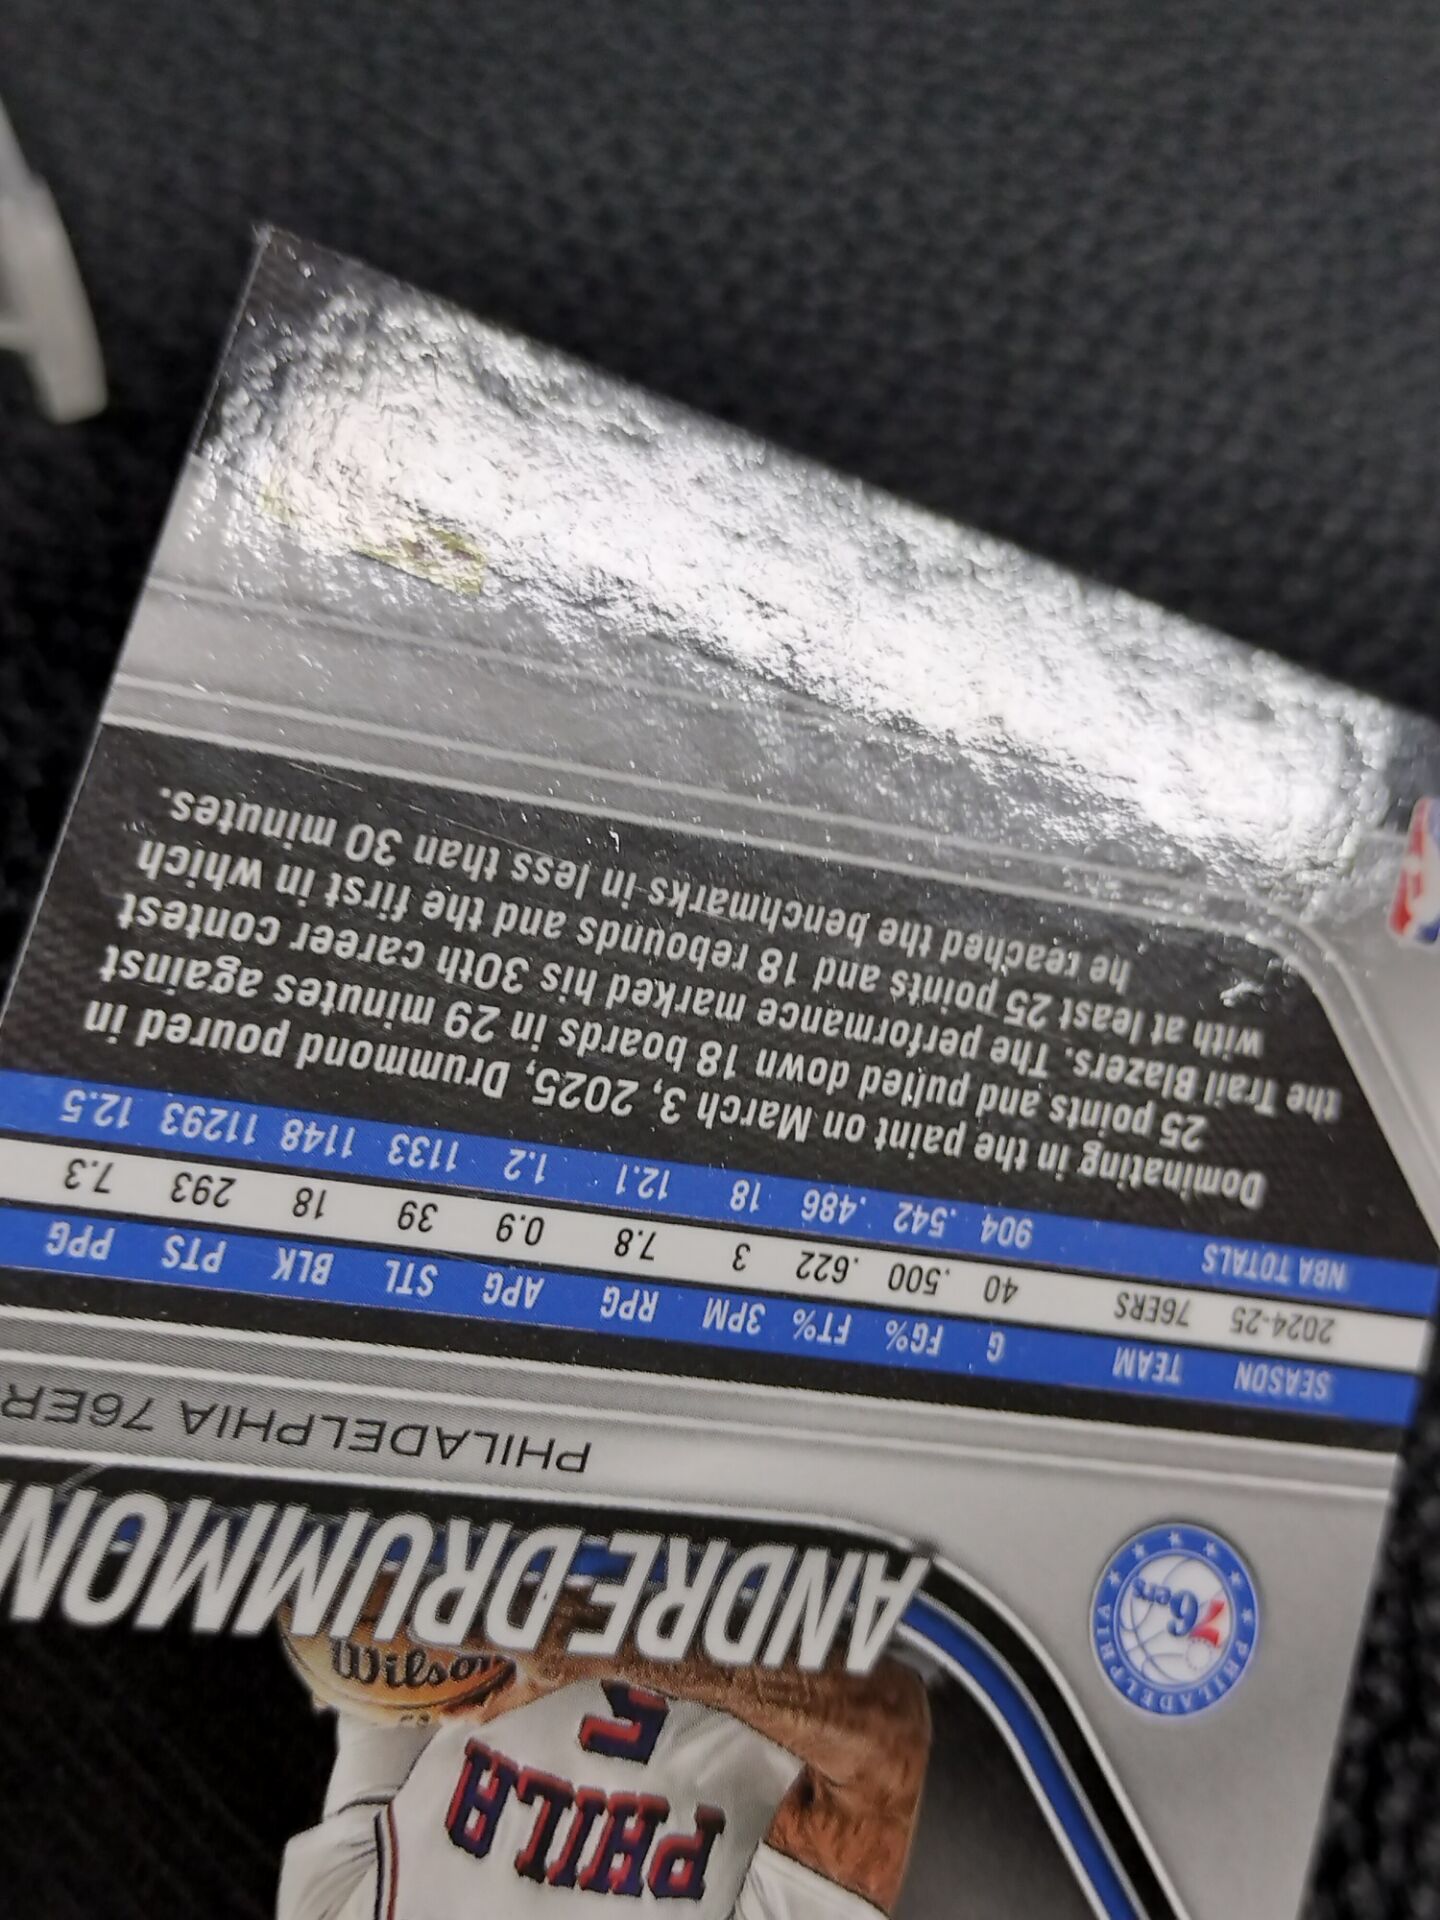 PHILA
5
Wilson
ANDRE DRUMMON
PHILADELPHIA
76ers
PHILADELPHIA 76ER
SEASON TEAM G FG% FT% 3PM RPG APG STL BLK PTS PPG
2024-25 76ERS 40 .500 .622 3 7.8 0.9 39 18 293 7.3
NBA TOTALS 904 .542 .486 18 12.1 1.2 1133 1148 11293 12.5
Dominating in the paint on March 3, 2025, Drummond poured in
25 points and pulled down 18 boards in 29 minutes against
the Trail Blazers. The performance marked his 30th career contest
with at least 25 points and 18 rebounds and the first in which
he reached the benchmarks in less than 30 minutes.